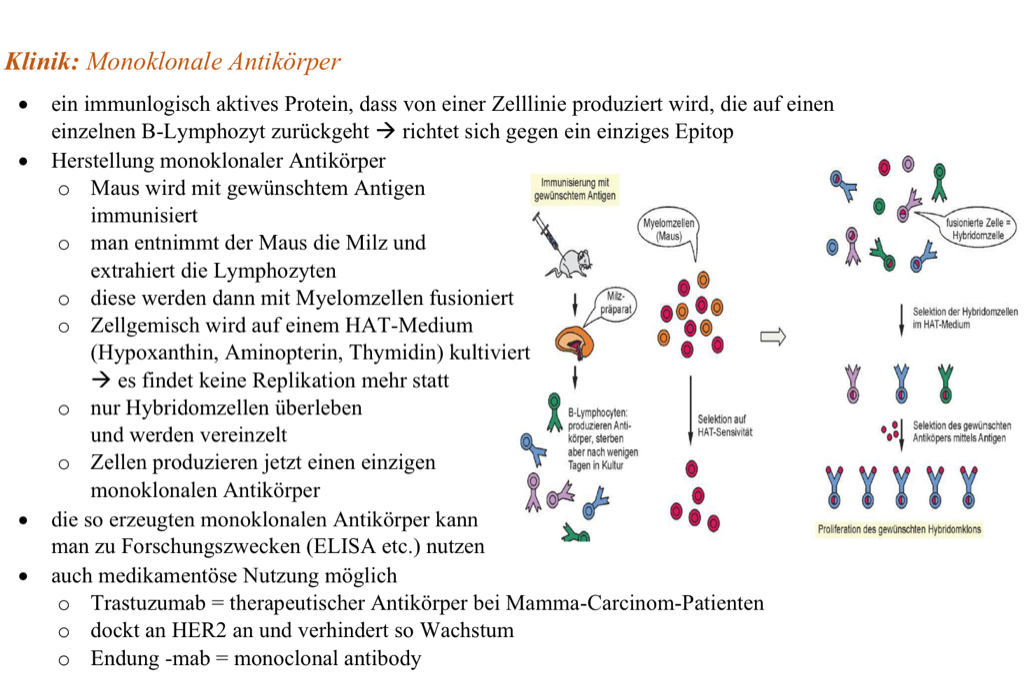 Klinik: Monoklonale Antikörper
• ein immunlogisch aktives Protein, dass von einer Zelllinie produziert wird, die auf einen
einzelnen B-Lymphozyt zurückgeht → richtet sich gegen ein einziges Epitop
• Herstellung monoklonaler Antikörper
o Maus wird mit gewünschtem Antigen
immunisiert
o man entnimmt der Maus die Milz und
extrahiert die Lymphozyten
o diese werden dann mit Myelomzellen fusioniert
o Zellgemisch wird auf einem HAT-Medium
(Hypoxanthin, Aminopterin, Thymidin) kultiviert
→ es findet keine Replikation mehr statt
o nur Hybridomzellen überleben
und werden vereinzelt
o Zellen produzieren jetzt einen einzigen
monoklonalen Antikörper
• die so erzeugten monoklonalen Antikörper kann
man zu Forschungszwecken (ELISA etc.) nutzen
• auch medikamentöse Nutzung möglich
o Trastuzumab = therapeutischer Antikörper bei Mamma-Carcinom-Patienten
o dockt an HER2 an und verhindert so Wachstum
o Endung -mab = monoclonal antibody
Immunisierung mit
gewünschtem Antigen
Milz-
präparat
B-Lymphocyten:
produzieren Anti-
körper, sterben
aber nach wenigen
Tagen in Kultur
Myelomzellen
(Maus)
Selektion auf
HAT-Sensivität
fusionierte Zelle =
Hybridomzelle
Selektion der Hybridomzellen
im HAT-Medium
Selektion des gewünschten
Antiköpers mittels Antigen
Proliferation des gewünschten Hybridomklons